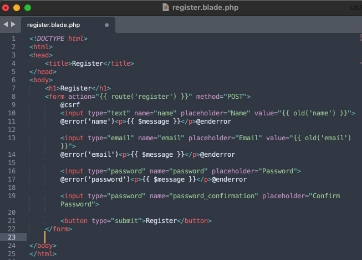 register.blade.php
register.blade.php
1 <!DOCTYPE html>
2 <html>
3 <head>
4 <title>Register</title>
5 </head>
6 <body>
7 <h1>Register</h1>
8 <form action="{{ route('register') }}" method="POST">
9 @csrf
10 <input type="text" name="name" placeholder="Name" value="{{ old('name') }}">
11 @error('name')<p>{{ $message }}</p>@enderror
12
13 <input type="email" name="email" placeholder="Email" value="{{ old('email')
}}">
14 @error('email')<p>{{ $message }}</p>@enderror
15
16 <input type="password" name="password" placeholder="Password">
17 @error('password')<p>{{ $message }}</p>@enderror
18
19 <input type="password" name="password_confirmation" placeholder="Confirm
Password">
20
21 <button type="submit">Register</button>
22 </form>
23
24 </body>
25 </html>